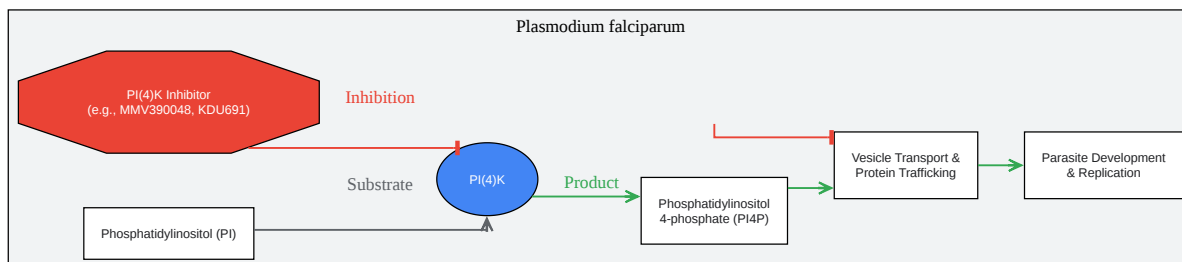 Plasmodium falciparum
PI(4)K Inhibitor
(e.g., MMV390048, KDU691)
Inhibition
Substrate
PI(4)K
Product
Phosphatidylinositol (PI)
Phosphatidylinositol
4-phosphate (PI4P)
Vesicle Transport &
Protein Trafficking
Parasite Development
& Replication